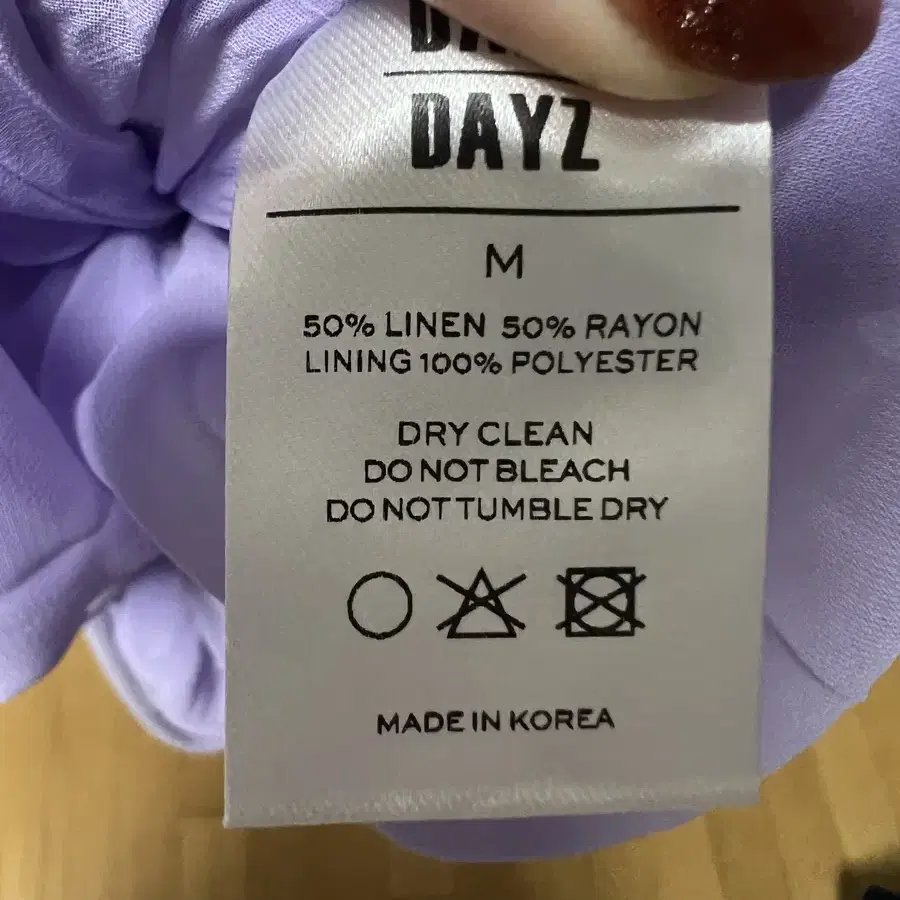 DAYZ
M
50% LINEN 50% RAYON
LINING 100% POLYESTER
DRY CLEAN
DO NOT BLEACH
DO NOT TUMBLE DRY
MADE IN KOREA